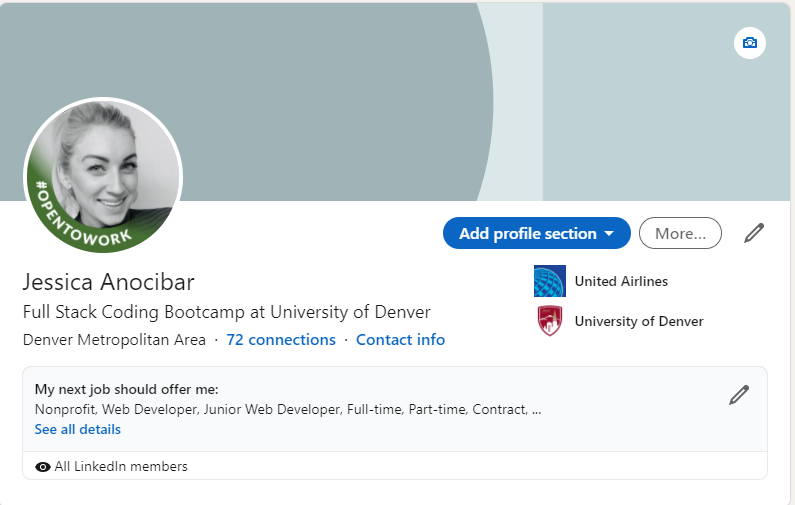 #OPENTOWORK
Add profile section
More...
Jessica Anocibar
Full Stack Coding Bootcamp at University of Denver
Denver Metropolitan Area · 72 connections · Contact info
United Airlines
University of Denver
My next job should offer me:
Nonprofit, Web Developer, Junior Web Developer, Full-time, Part-time, Contract, ...
See all details
All LinkedIn members